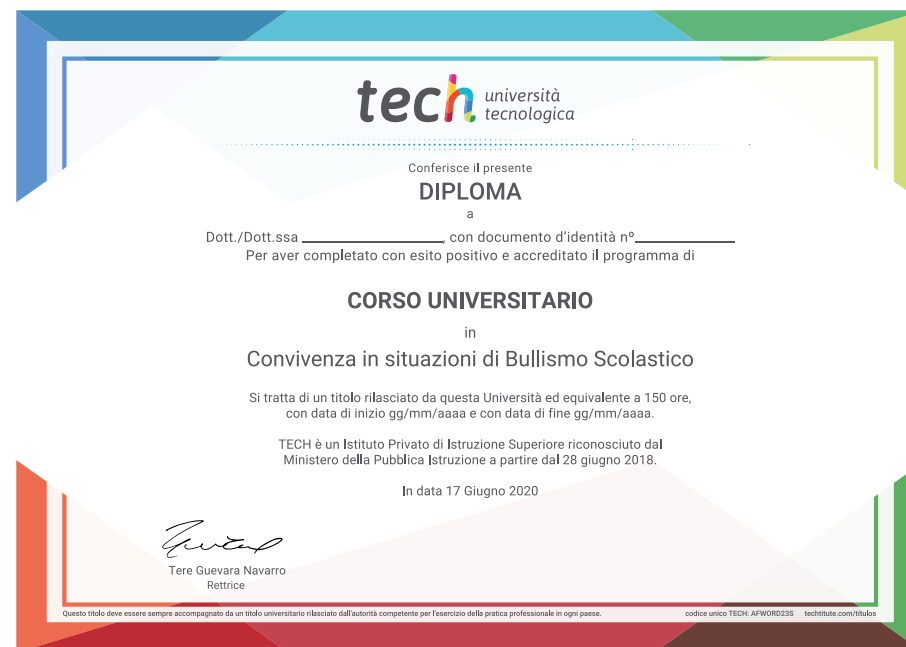 tech università
tecnologica
Conferisce il presente
DIPLOMA
a
Dott./Dott.ssa ____________________, con documento d'identità nº______________
Per aver completato con esito positivo e accreditato il programma di
CORSO UNIVERSITARIO
in
Convivenza in situazioni di Bullismo Scolastico
Si tratta di un titolo rilasciato da questa Università ed equivalente a 150 ore,
con data di inizio gg/mm/aaaa e con data di fine gg/mm/aaaa.
TECH è un Istituto Privato di Istruzione Superiore riconosciuto dal
Ministero della Pubblica Istruzione a partire dal 28 giugno 2018.
In data 17 Giugno 2020
Tere Guevara Navarro
Rettrice
Questo titolo deve essere sempre accompagnato da un titolo universitario rilasciato dall'autorità competente per l'esercizio della pratica professionale in ogni paese. codice unico TECH: AFWORD23S techtitute.com/títulos